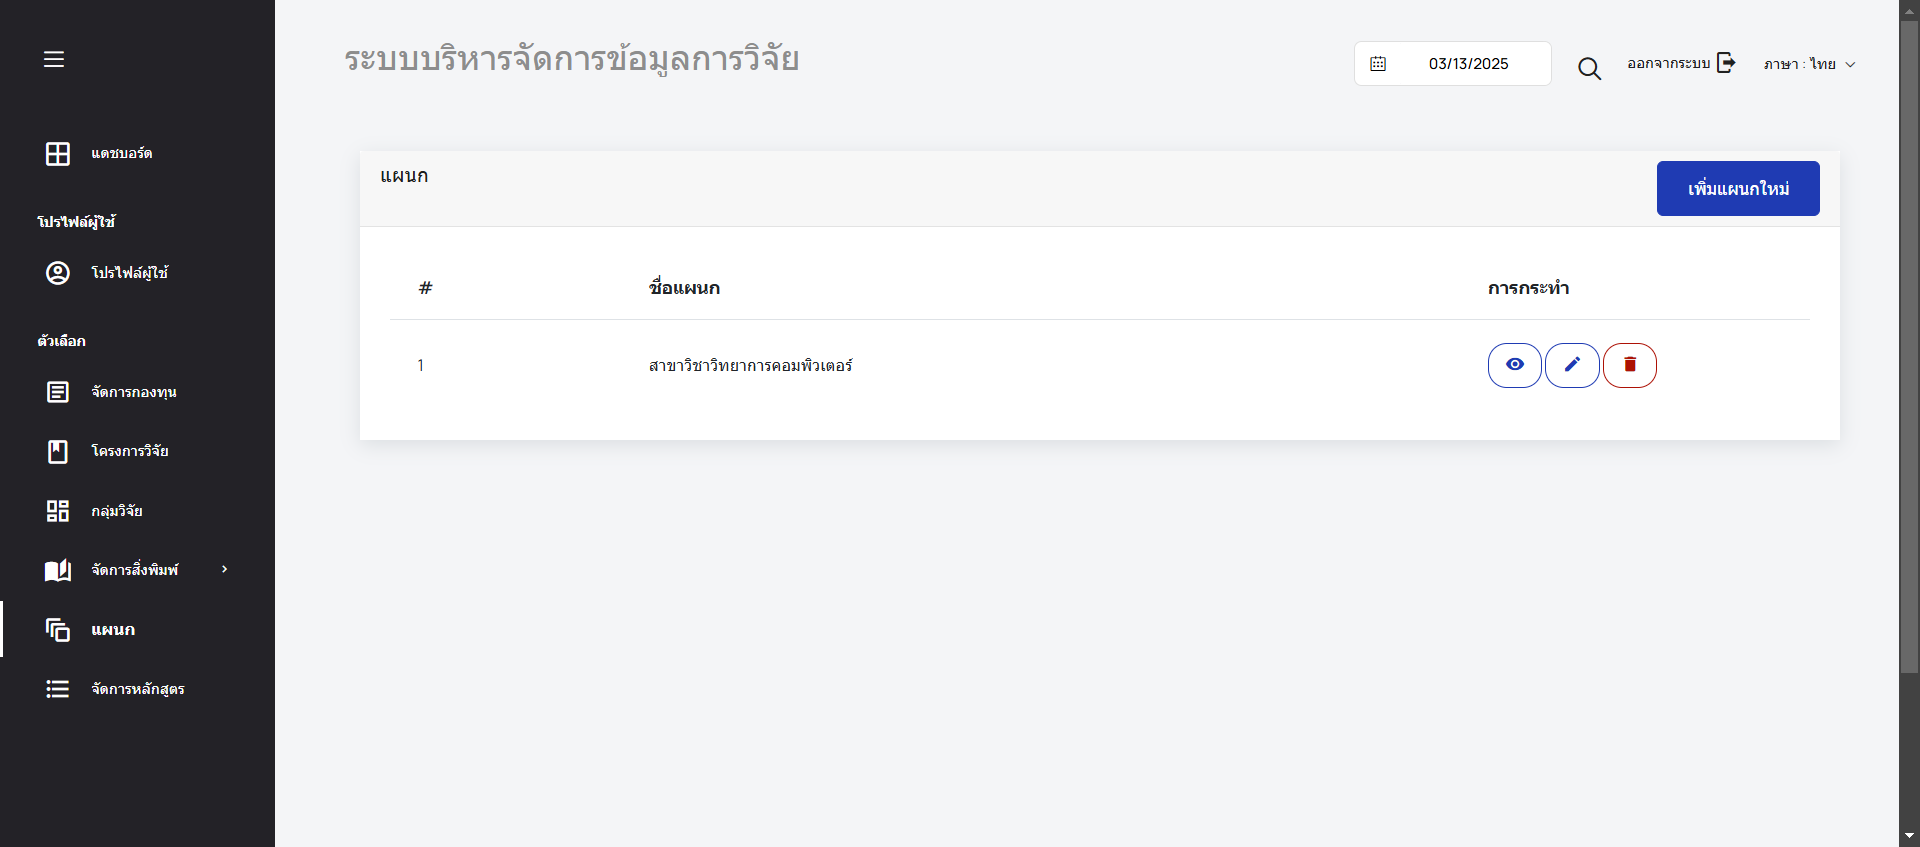 ระบบบริหารจัดการข้อมูลการวิจัย
03/13/2025
ออกจากระบบ
ภาษา : ไทย
แดชบอร์ด
โปรไฟล์ผู้ใช้
โปรไฟล์ผู้ใช้
ตัวเลือก
จัดการกองทุน
โครงการวิจัย
กลุ่มวิจัย
จัดการสิ่งพิมพ์
แผนก
จัดการหลักสูตร
แผนก
เพิ่มแผนกใหม่
# ชื่อแผนก การกระทำ
1 สาขาวิชาวิทยาการคอมพิวเตอร์